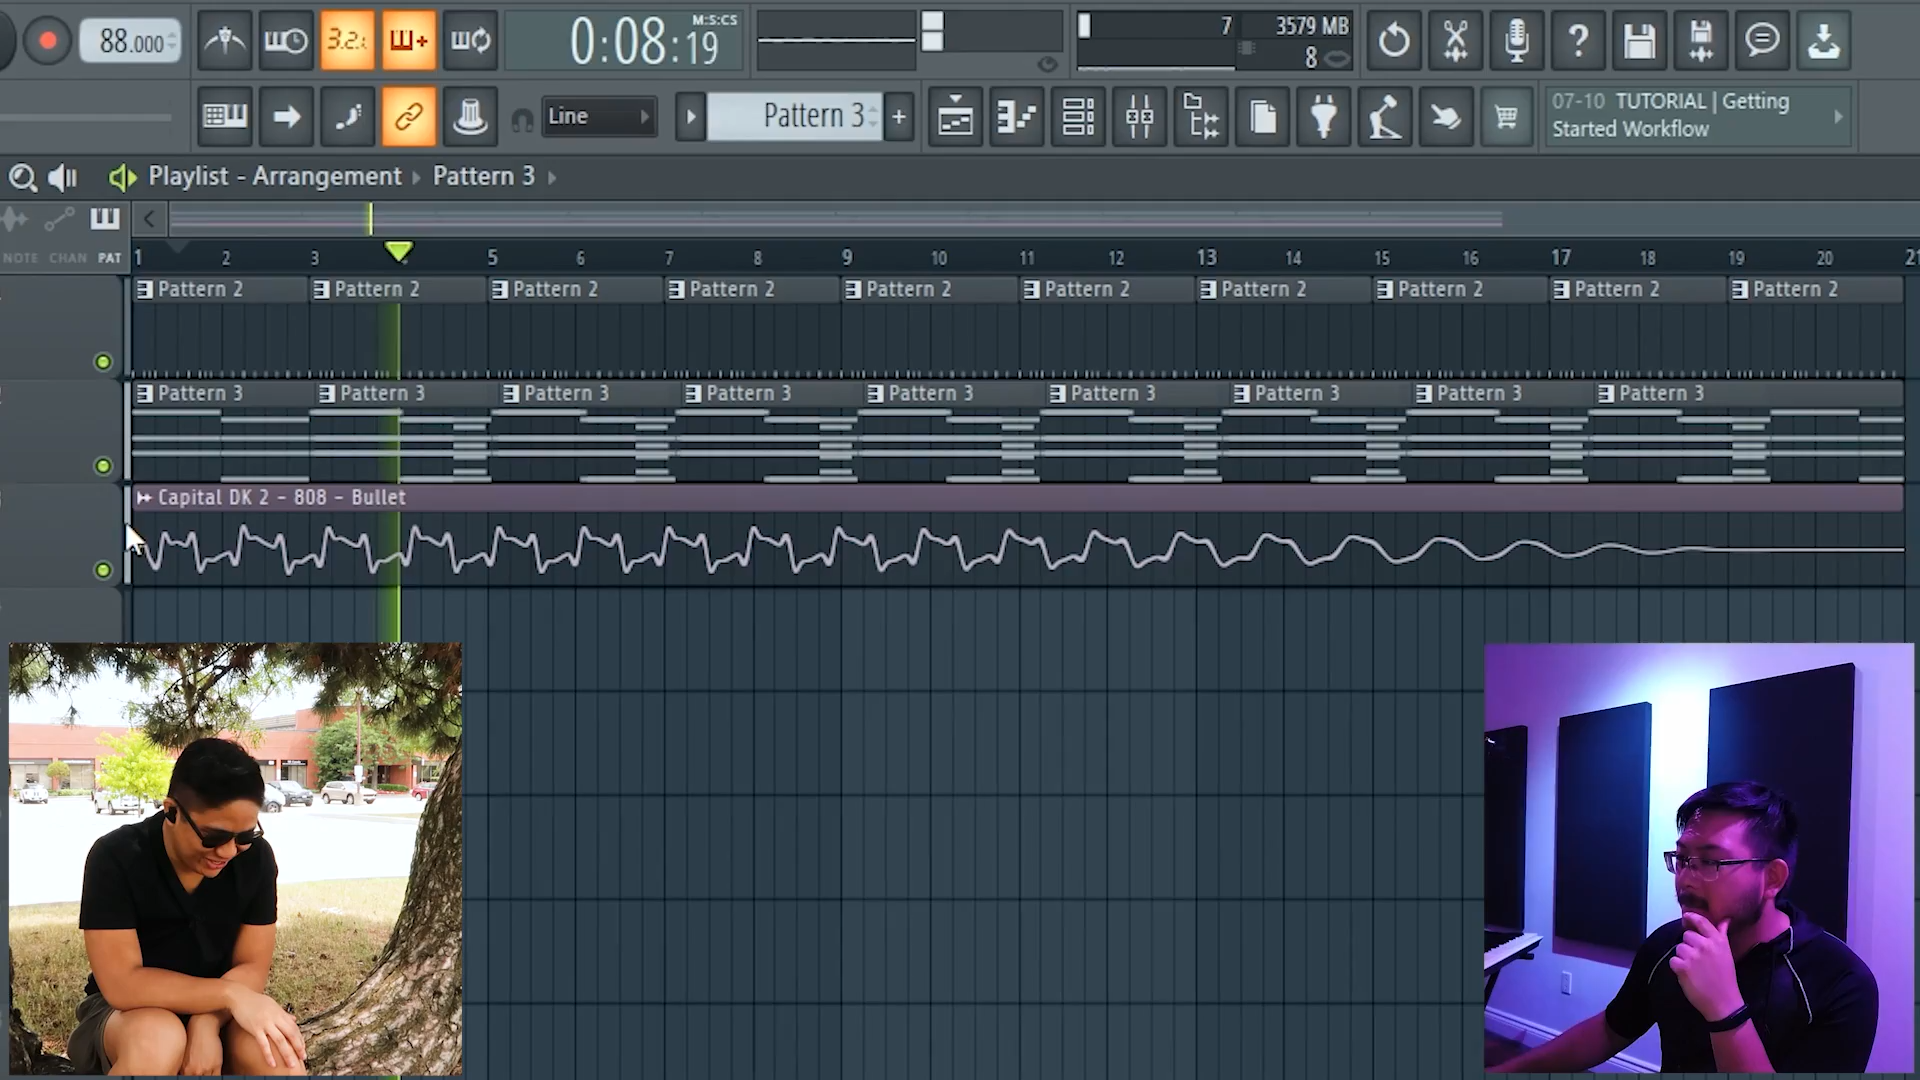 88.000
3.2.:
0:08:19
M:S:CS
7
3579 MB
8
?
Line
Pattern 3
+
07-10 TUTORIAL | Getting
Started Workflow
Playlist - Arrangement Pattern 3
NOTE CHAN PAT
1 2 3 5 6 7 8 9 10 11 12 13 14 15 16 17 18 19 20 21
Pattern 2 Pattern 2 Pattern 2 Pattern 2 Pattern 2 Pattern 2 Pattern 2 Pattern 2 Pattern 2 Pattern 2
Pattern 3 Pattern 3 Pattern 3 Pattern 3 Pattern 3 Pattern 3 Pattern 3 Pattern 3 Pattern 3
Capital DK 2 - 808 - Bullet